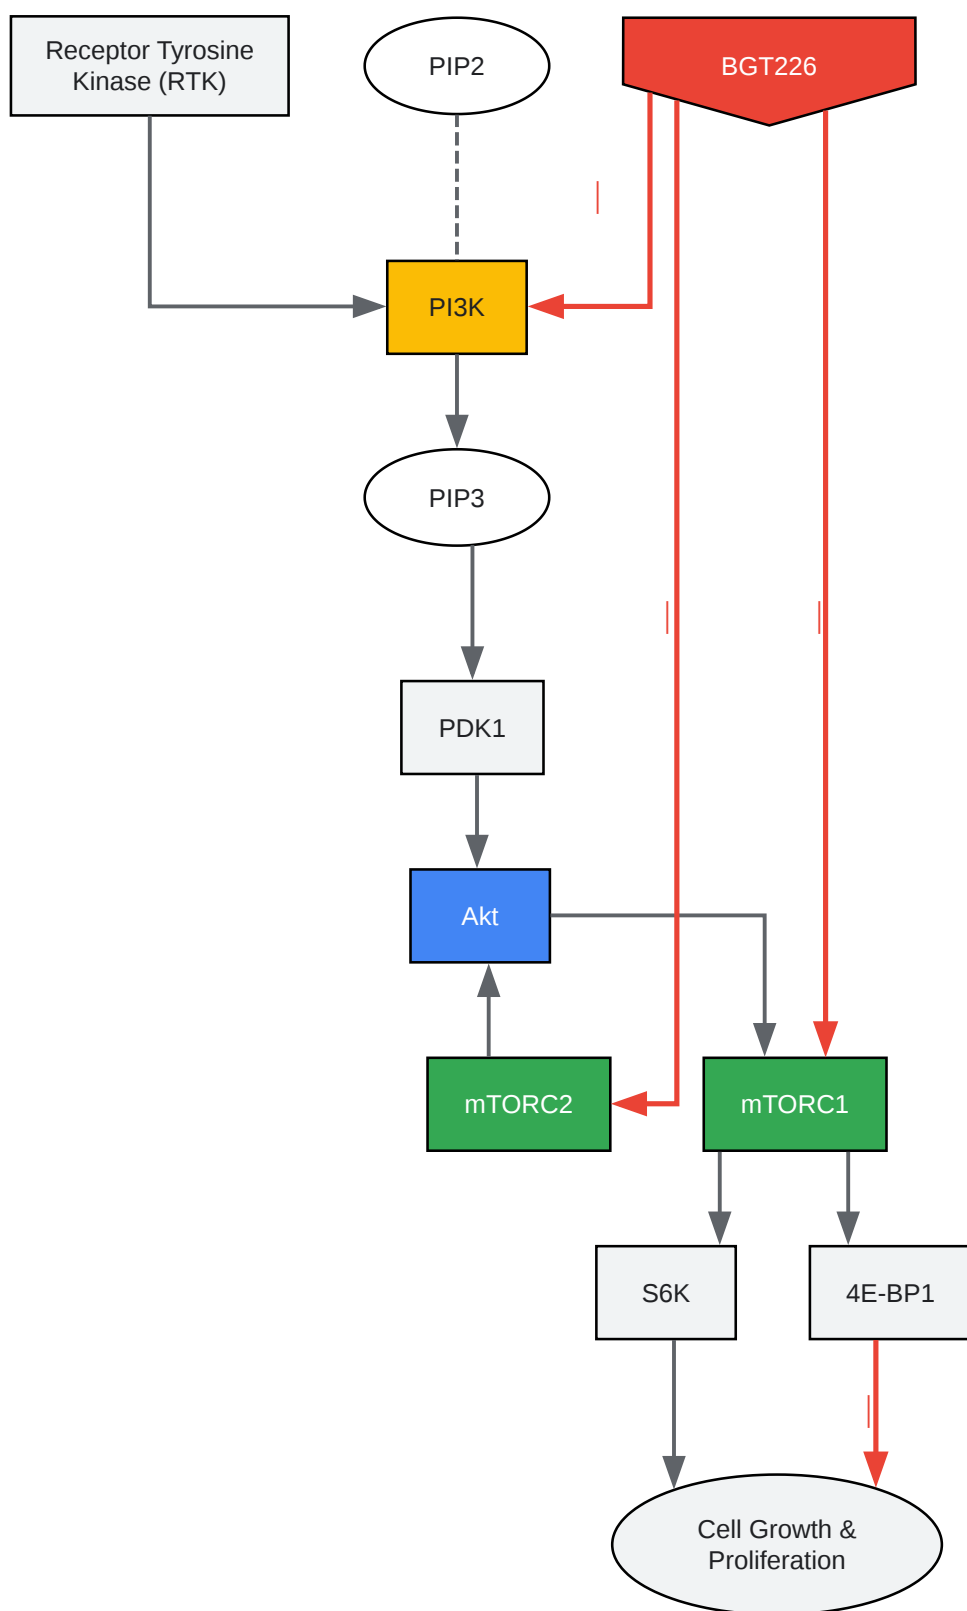 Receptor Tyrosine
Kinase (RTK)
PIP2
BGT226
|
PI3K
PIP3
|
|
PDK1
Akt
mTORC2
mTORC1
S6K
4E-BP1
|
Cell Growth &
Proliferation